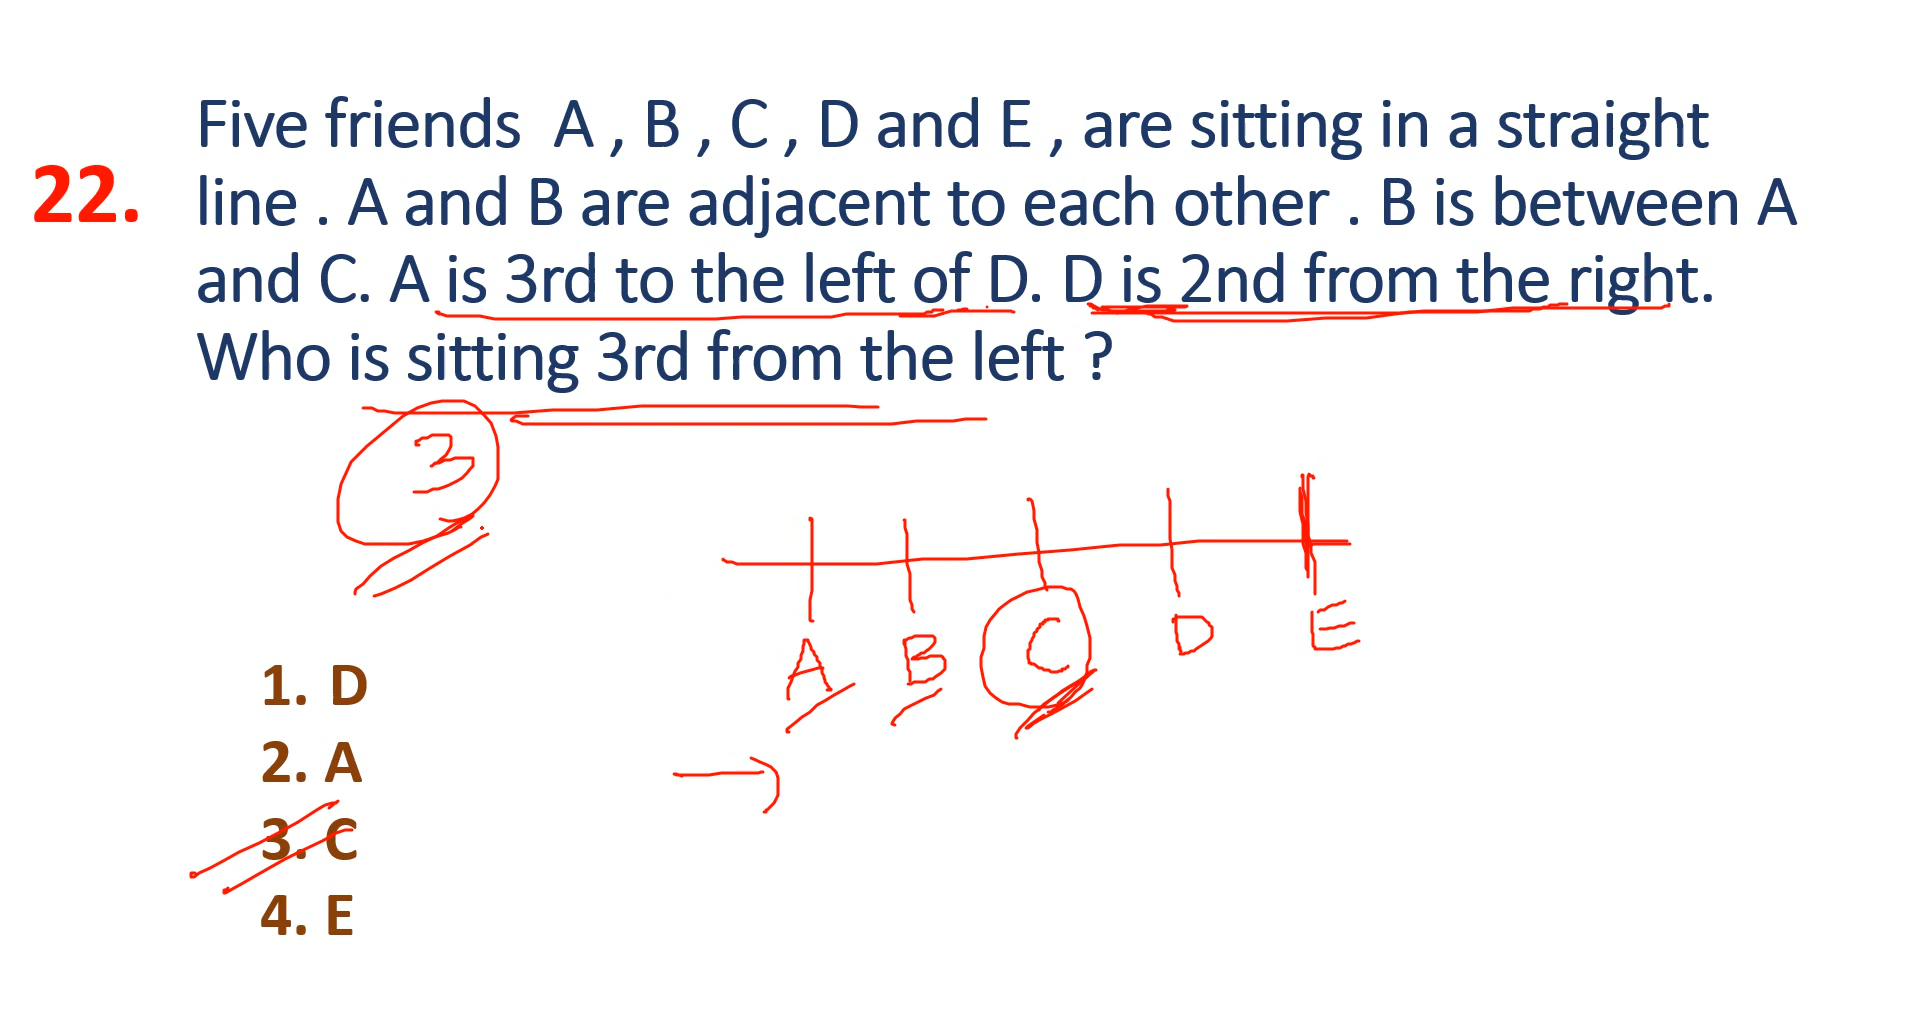 Five friends A , B , C , D and E , are sitting in a straight
22. line . A and B are adjacent to each other . B is between A
and C. A is 3rd to the left of D. D is 2nd from the right.
Who is sitting 3rd from the left ?
3
A B C D E
1. D
2. A
3. C
4. E